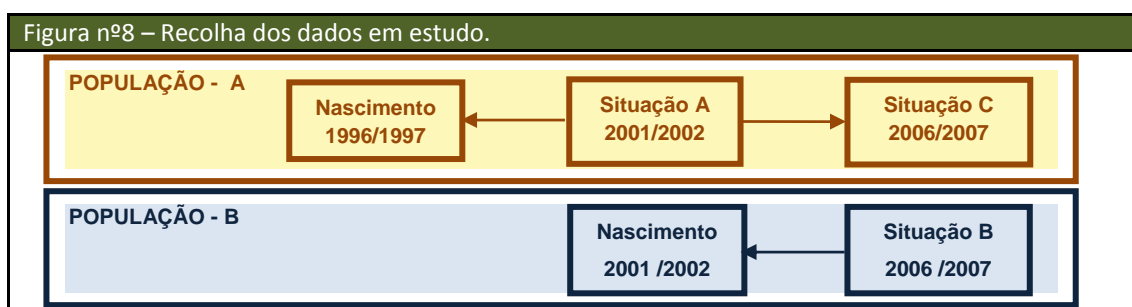 Figura nº8 – Recolha dos dados em estudo.
POPULAÇÃO - A
Nascimento
1996/1997
Situação A
2001/2002
Situação C
2006/2007
POPULAÇÃO - B
Nascimento
2001 /2002
Situação B
2006 /2007